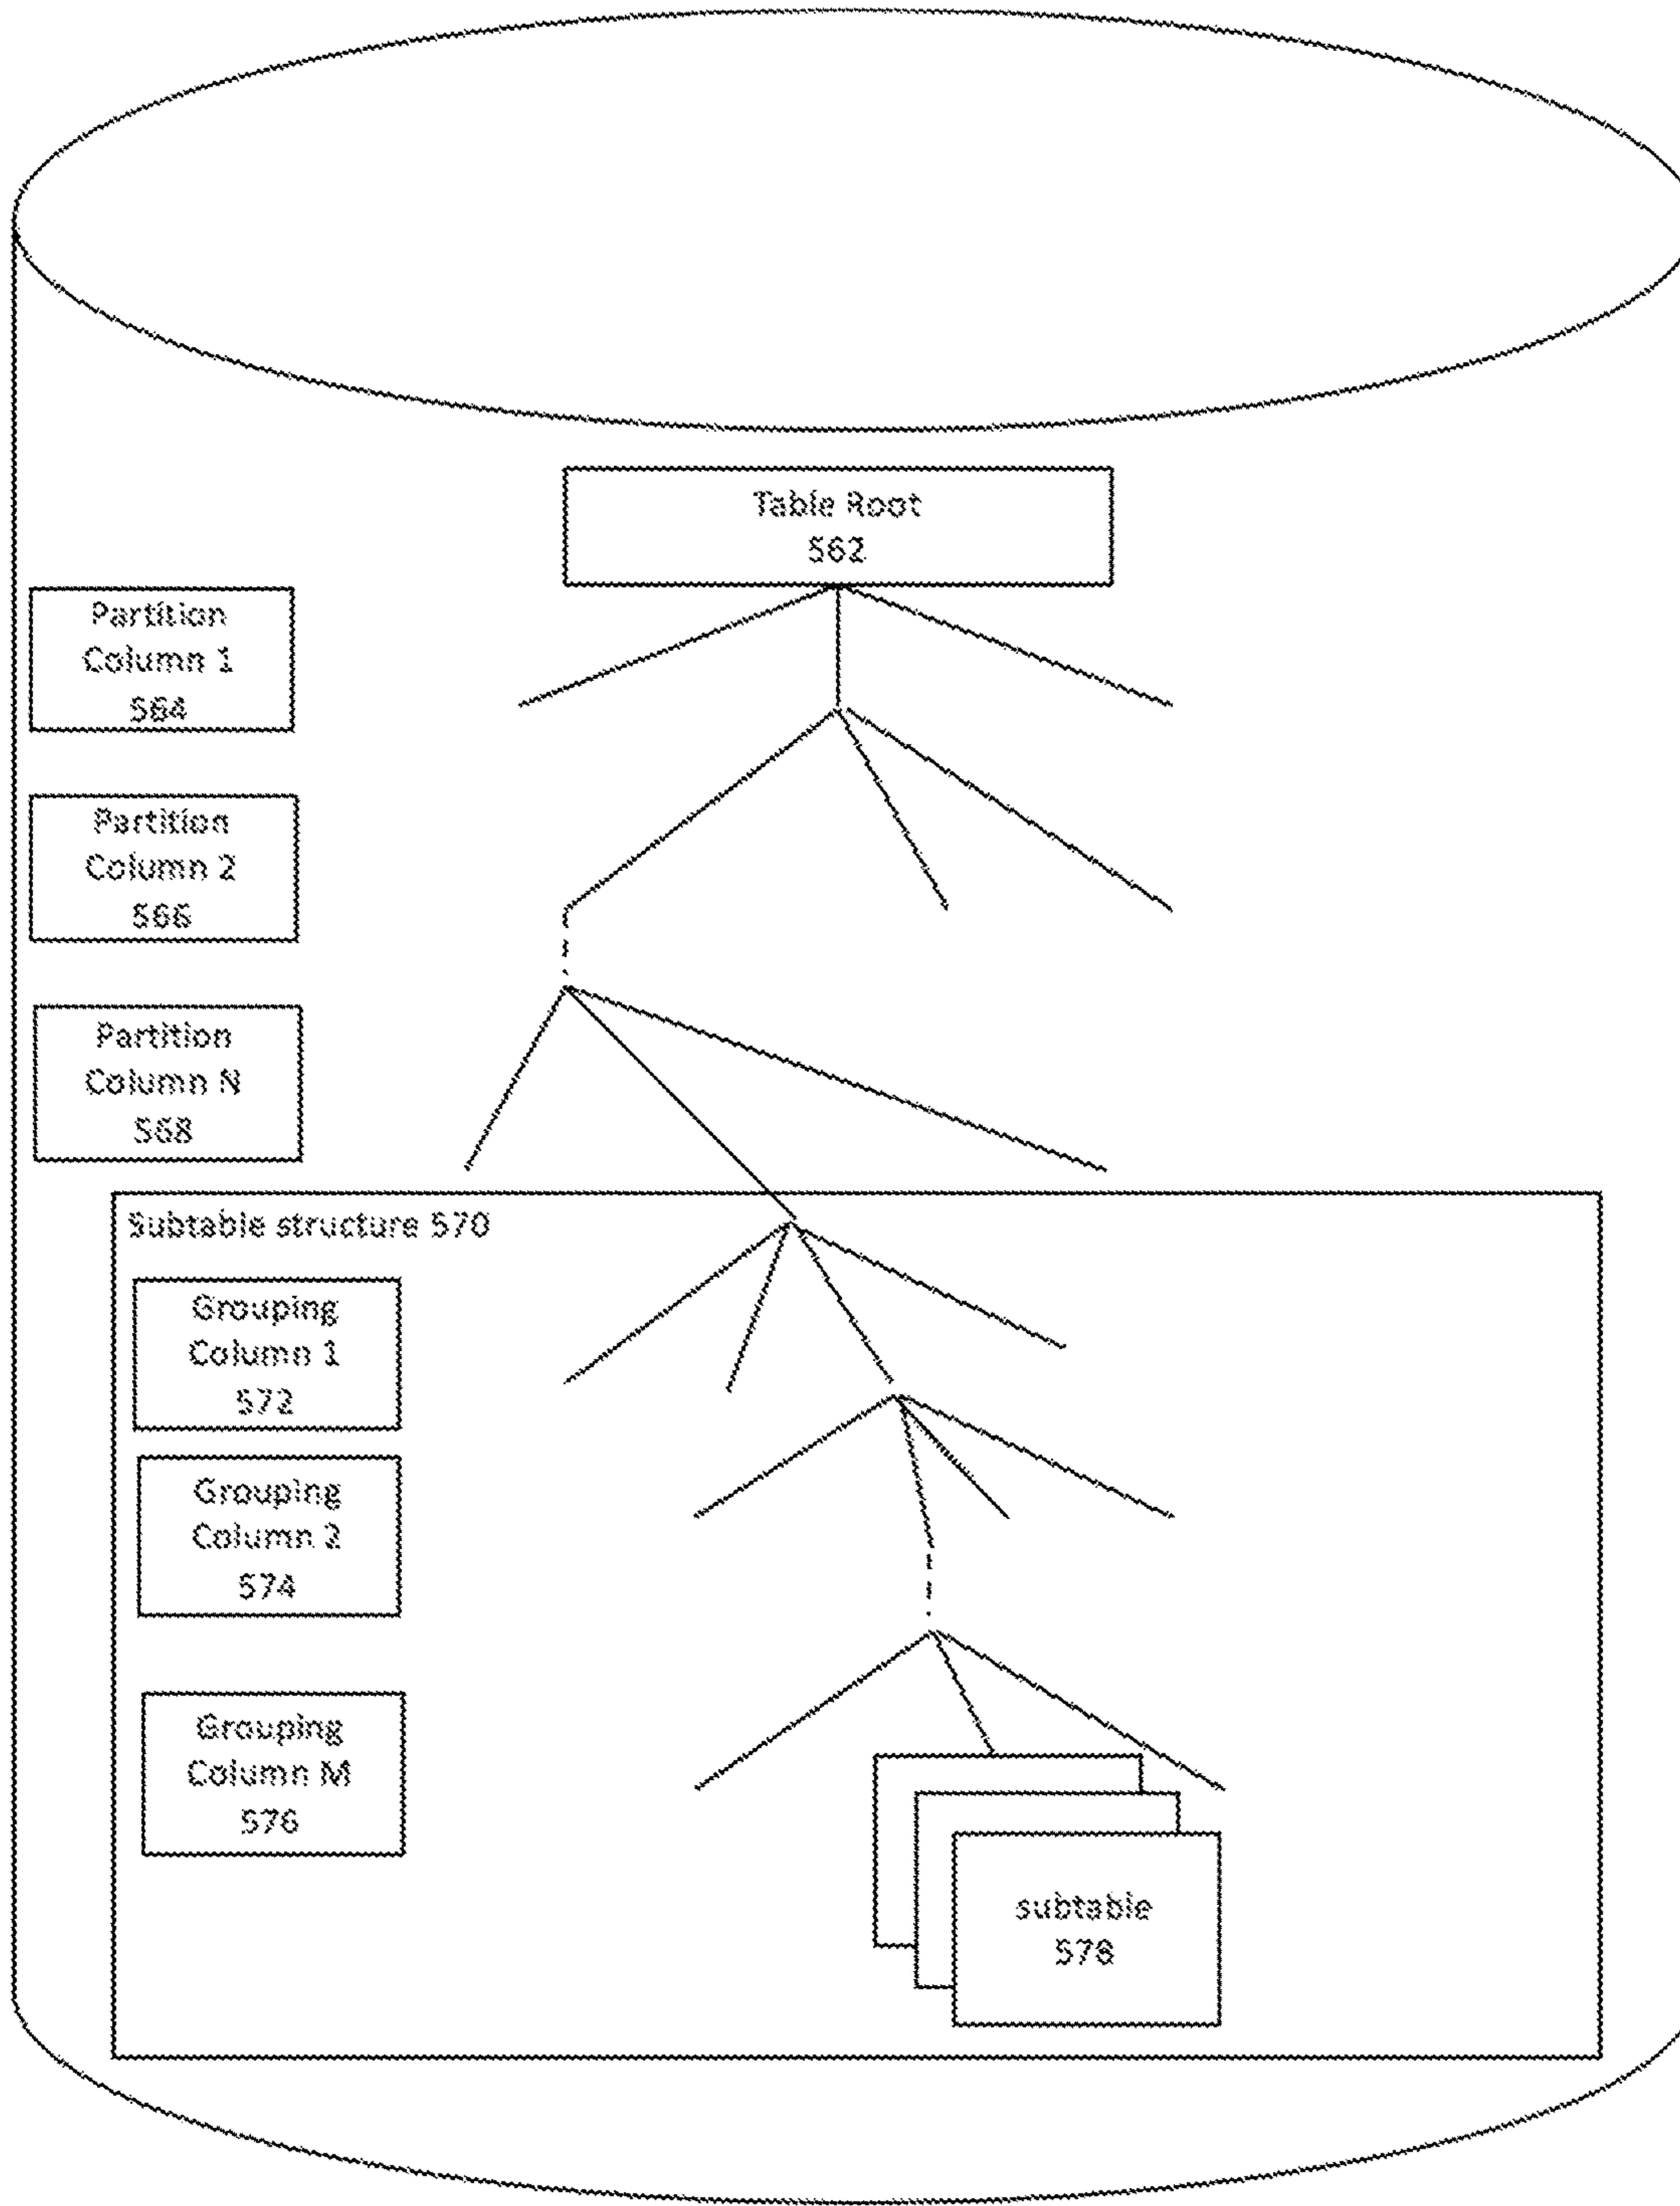 Table Root
562
Partition
Column 1
564
Partition
Column 2
566
Partition
Column N
568
Subtable structure 570
Grouping
Column 1
572
Grouping
Column 2
574
Grouping
Column M
576
subtable
578